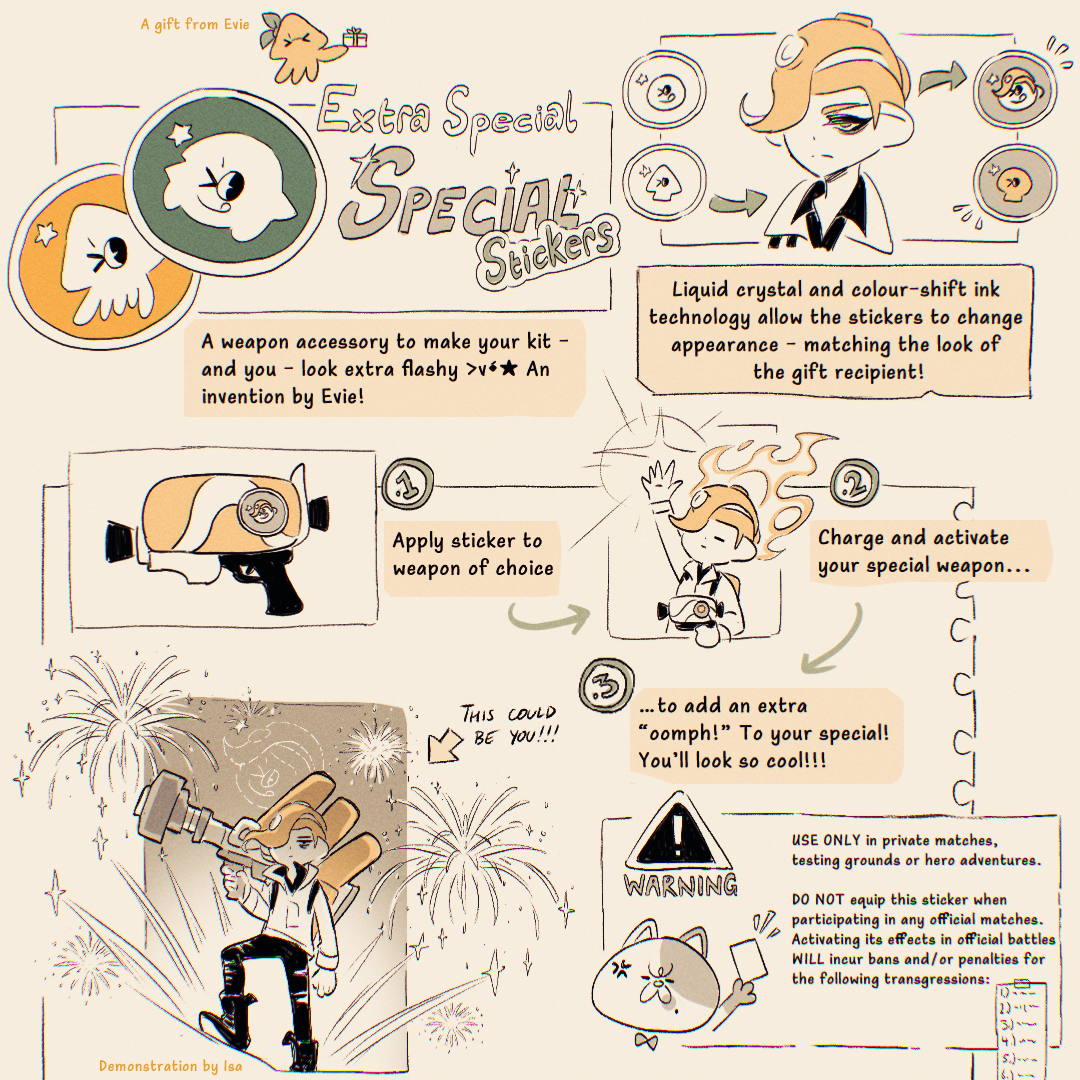 A gift from Evie
Extra Special
SPECiAL
Stickers
A weapon accessory to make your kit -
and you - look extra flashy >v•́★ An
invention by Evie!
Liquid crystal and colour-shift ink
technology allow the stickers to change
appearance - matching the look of
the gift recipient!
.1
Apply sticker to
weapon of choice
.2
Charge and activate
your special weapon...
.3
...to add an extra
“oomph!” To your special!
You'll look so cool!!!
THIS COULD
BE YOU!!!
Demonstration by Isa
!
WARNING
USE ONLY in private matches,
testing grounds or hero adventures.
DO NOT equip this sticker when
participating in any official matches.
Activating its effects in official battles
WILL incur bans and/or penalties for
the following transgressions:
1.)
2.)
3.)
4.)
5.)
6.)